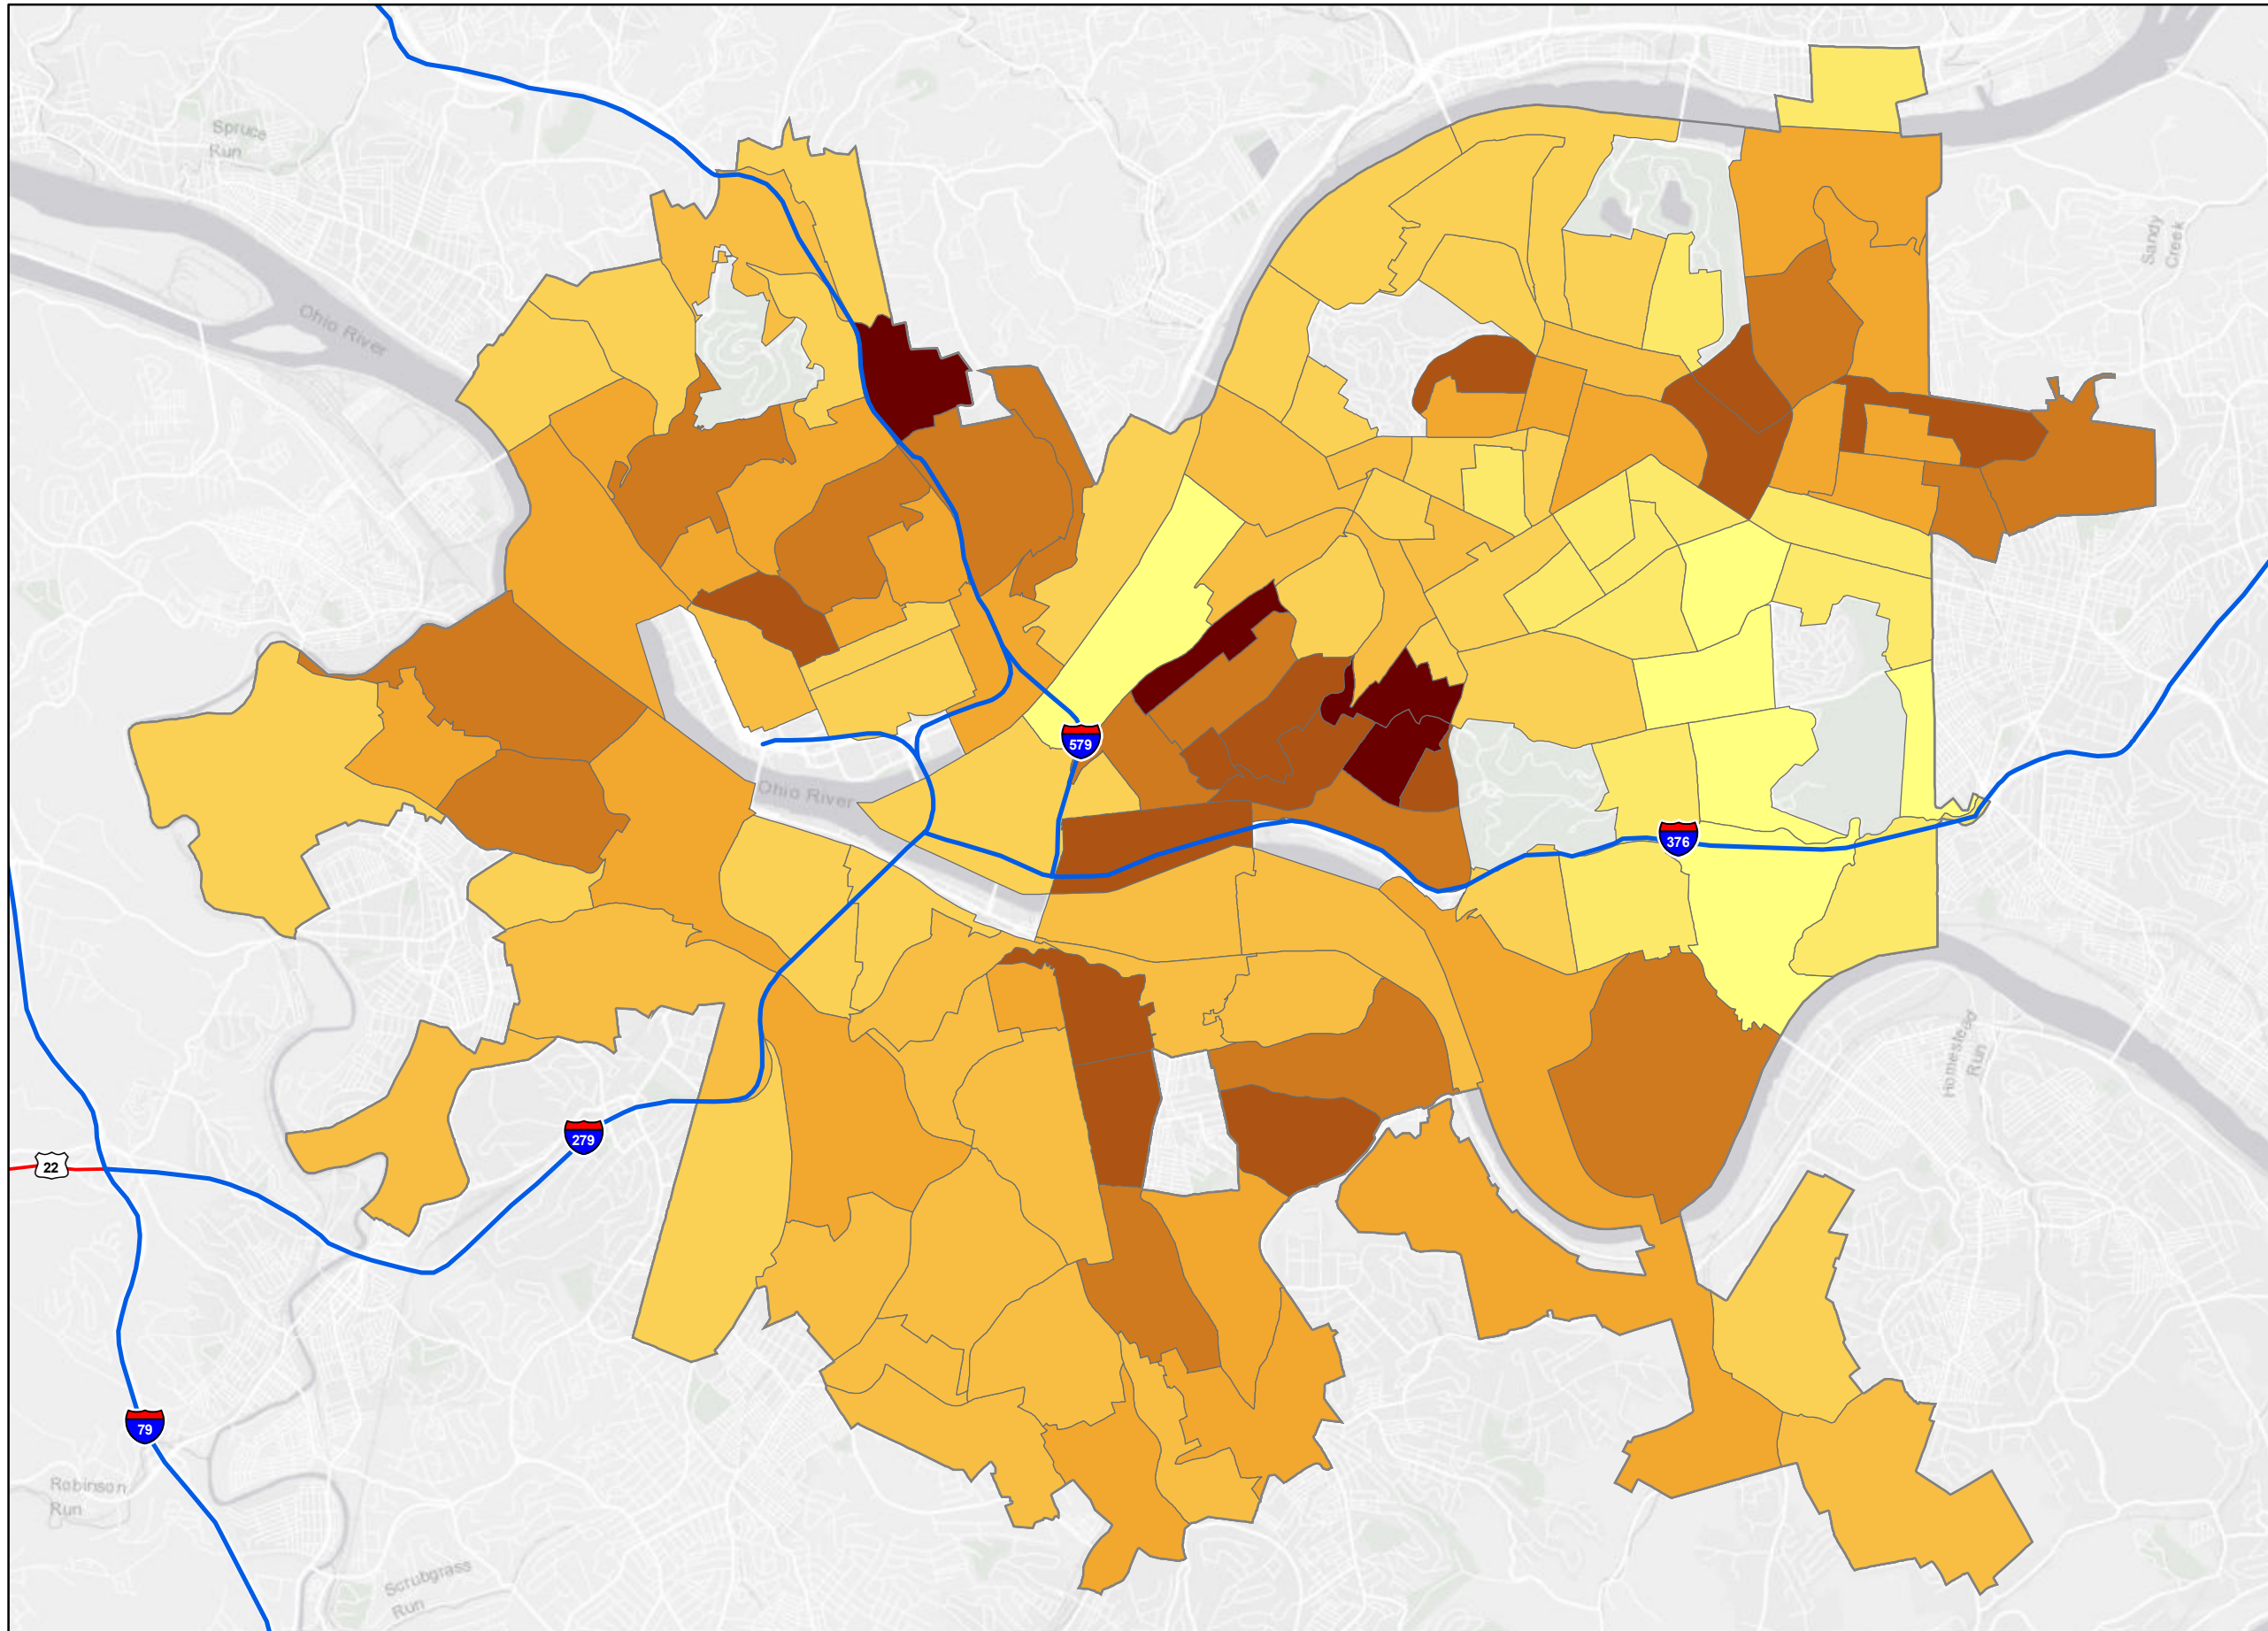 Spruce
Run
Sandy
Creek
Ohio River
579
Ohio River
376
Homestead
Run
279
22
79
Robinson
Run
Scrubgrass
Run